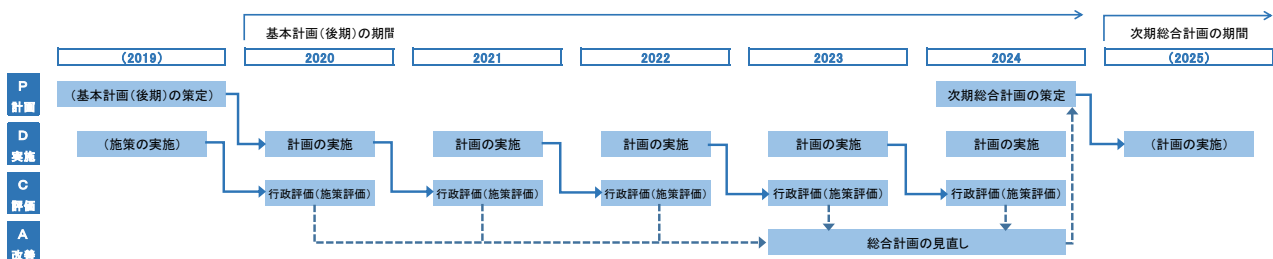 基本計画(後期)の期間
次期総合計画の期間
(2019)
2020
2021
2022
2023
2024
(2025)
P
計画
(基本計画(後期)の策定)
次期総合計画の策定
D
実施
(施策の実施)
計画の実施
計画の実施
計画の実施
計画の実施
計画の実施
(計画の実施)
C
評価
行政評価(施策評価)
行政評価(施策評価)
行政評価(施策評価)
行政評価(施策評価)
行政評価(施策評価)
A
改善
総合計画の見直し